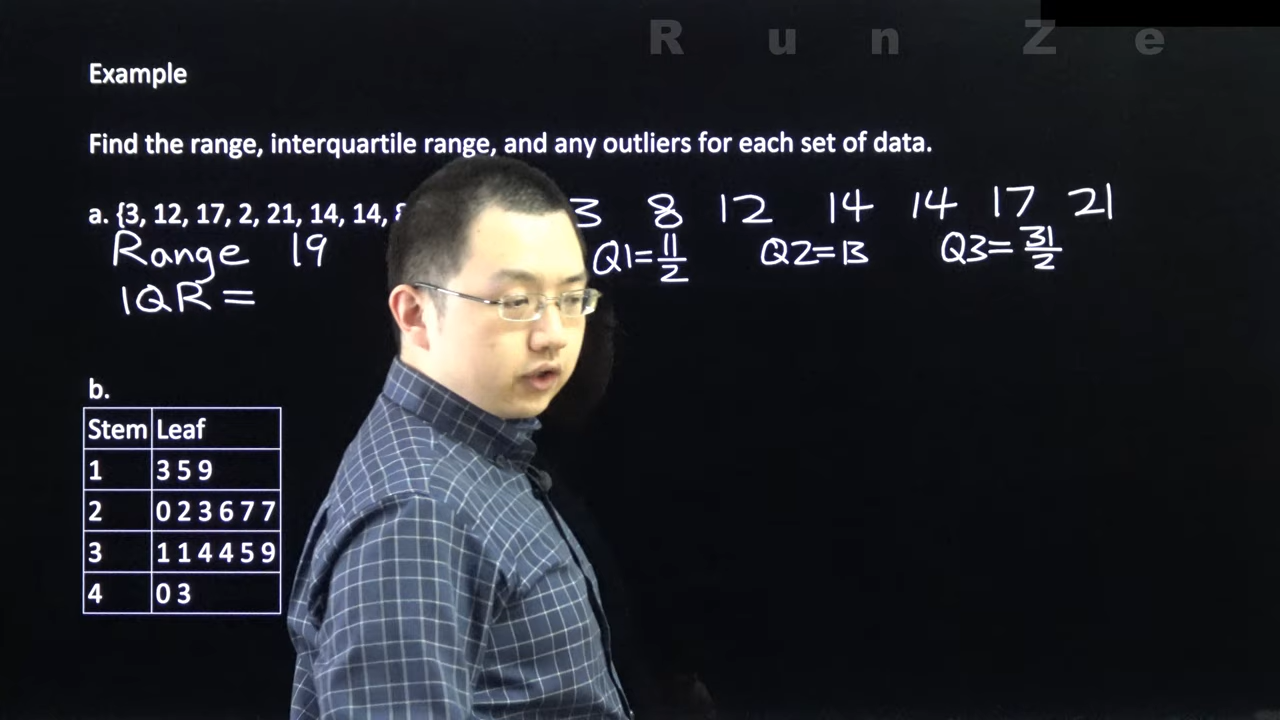 R u n Z e
Example
Find the range, interquartile range, and any outliers for each set of data.
a. {3, 12, 17, 2, 21, 14, 14, 8
3 8 12 14 14 17 21
Range 19
Q1=11/2 Q2=13 Q3=31/2
IQR=
b.
Stem Leaf
1 3 5 9
2 0 2 3 6 7 7
3 1 1 4 4 5 9
4 0 3